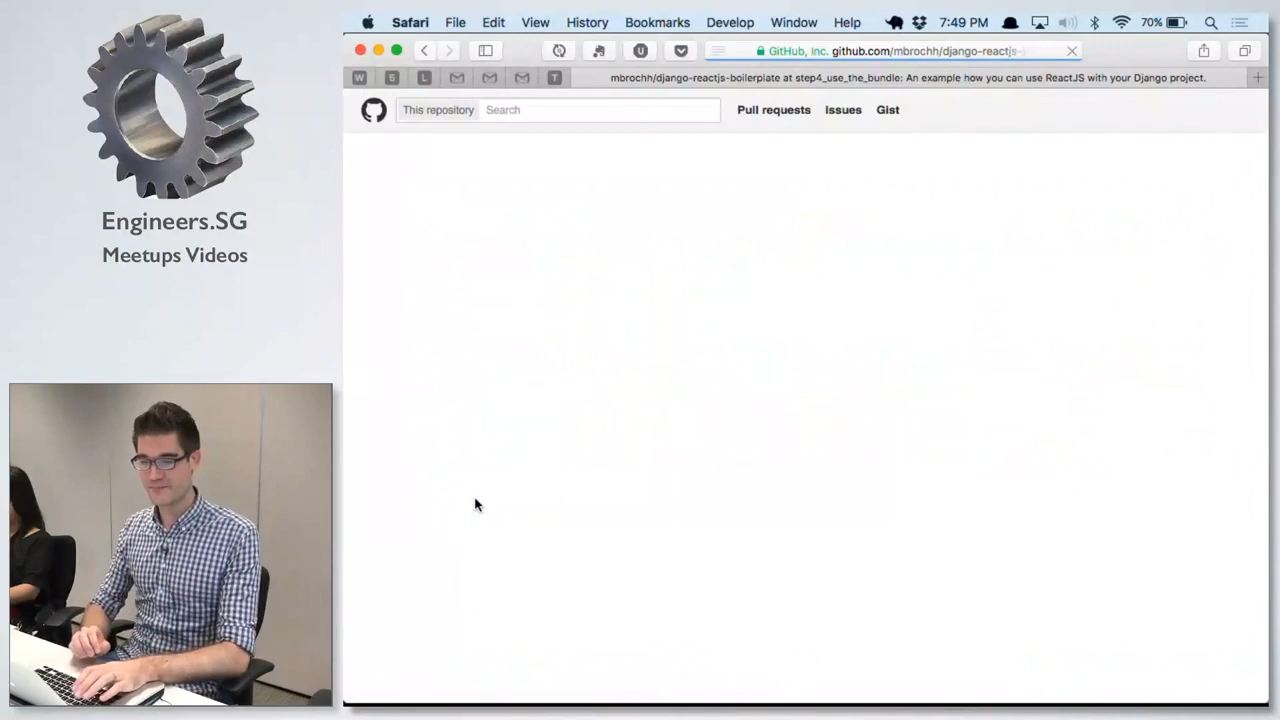 Engineers.SG
Meetups Videos
Safari File Edit View History Bookmarks Develop Window Help 7:49 PM 70%
GitHub, Inc. github.com/mbrochh/django-reactjs-
W 5 L T mbrochh/django-reactjs-boilerplate at step4_use_the_bundle: An example how you can use ReactJS with your Django project.
This repository Search Pull requests Issues Gist